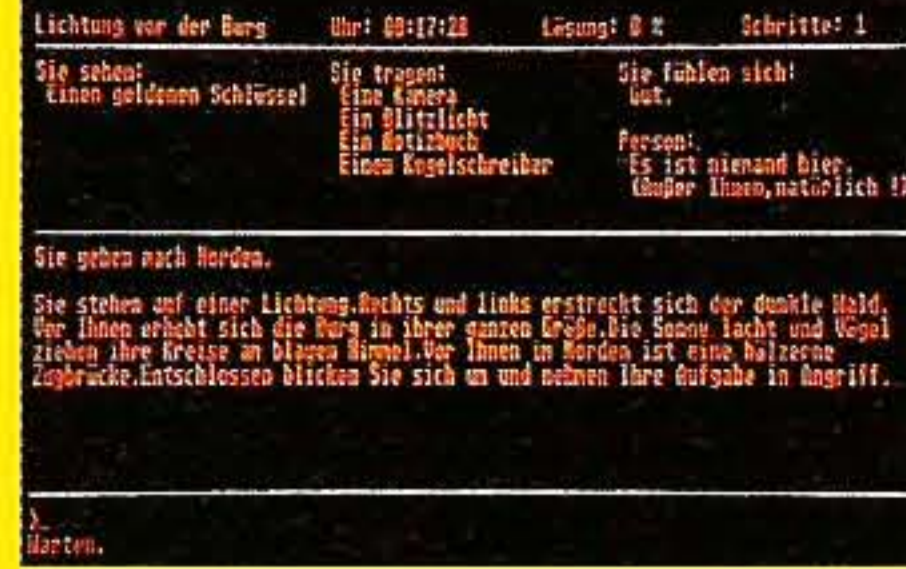 Lichtung vor der Burg Uhr: 00:17:28 Lösung: 0 % Schritte: 1
Sie sehen: Sie tragen: Sie fühlen sich:
Einen goldenen Schlüssel Eine Kamera Gut.
Ein Blitzlicht
Ein Notizbuch Person:
Einen Kugelschreiber Es ist niemand hier.
(Außer Ihnen,natürlich !)
Sie gehen nach Norden.
Sie stehen auf einer Lichtung.Rechts und links erstreckt sich der dunkle Wald.
Vor Ihnen erhebt sich die Burg in ihrer ganzen Größe.Die Sonne lacht und Vögel
ziehen ihre Kreise am blauen Himmel.Vor Ihnen im Norden ist eine hölzerne
Zugbrücke.Entschlossen blicken Sie sich um und nehmen Ihre Aufgabe in Angriff.
>_
Warten.